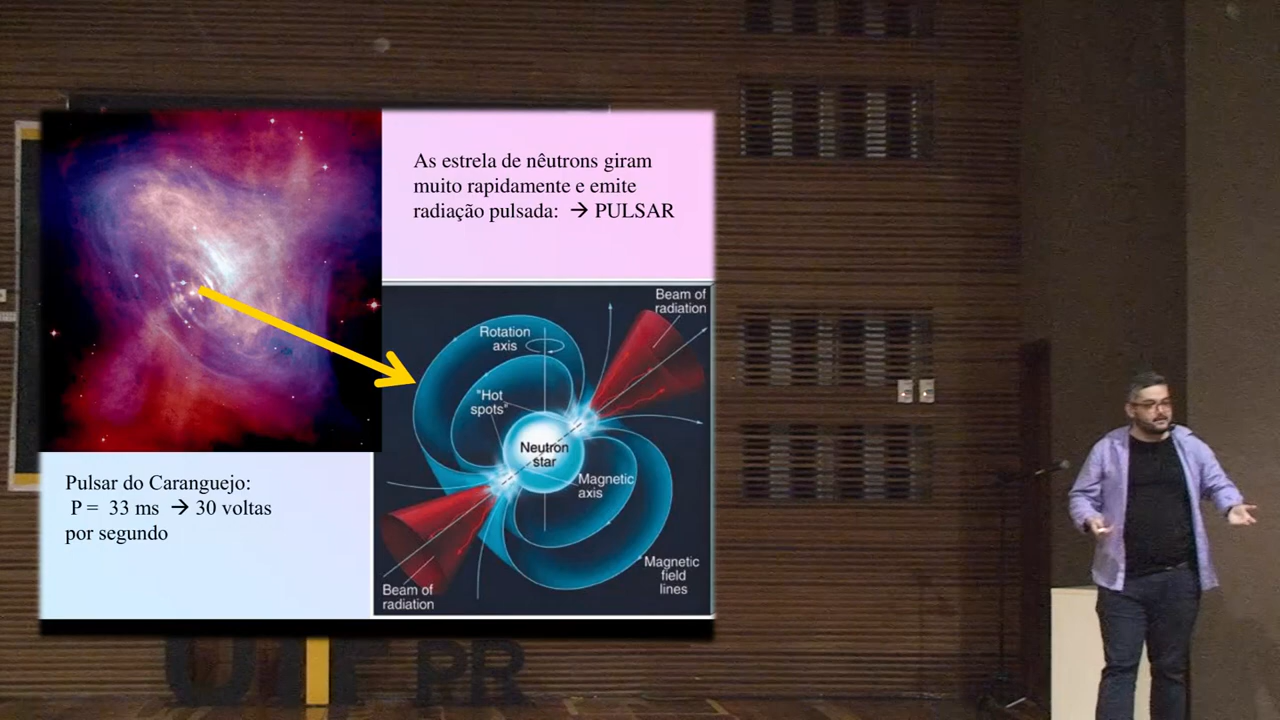 As estrela de nêutrons giram
muito rapidamente e emite
radiação pulsada: → PULSAR
Beam of
radiation
Rotation
axis
"Hot
spots"
Neutron
star
Magnetic
axis
Magnetic
field
lines
Beam of
radiation
Pulsar do Caranguejo:
P = 33 ms → 30 voltas
por segundo
UTFPR